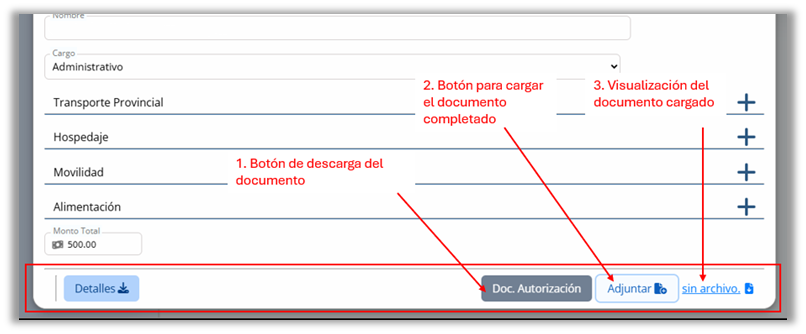 Nombre
Cargo
Administrativo
2. Botón para cargar
el documento
completado
3. Visualización del
documento cargado
Transporte Provincial
Hospedaje
1. Botón de descarga del
documento
Movilidad
Alimentación
Monto Total
500.00
Detalles
Doc. Autorización
Adjuntar
sin archivo.